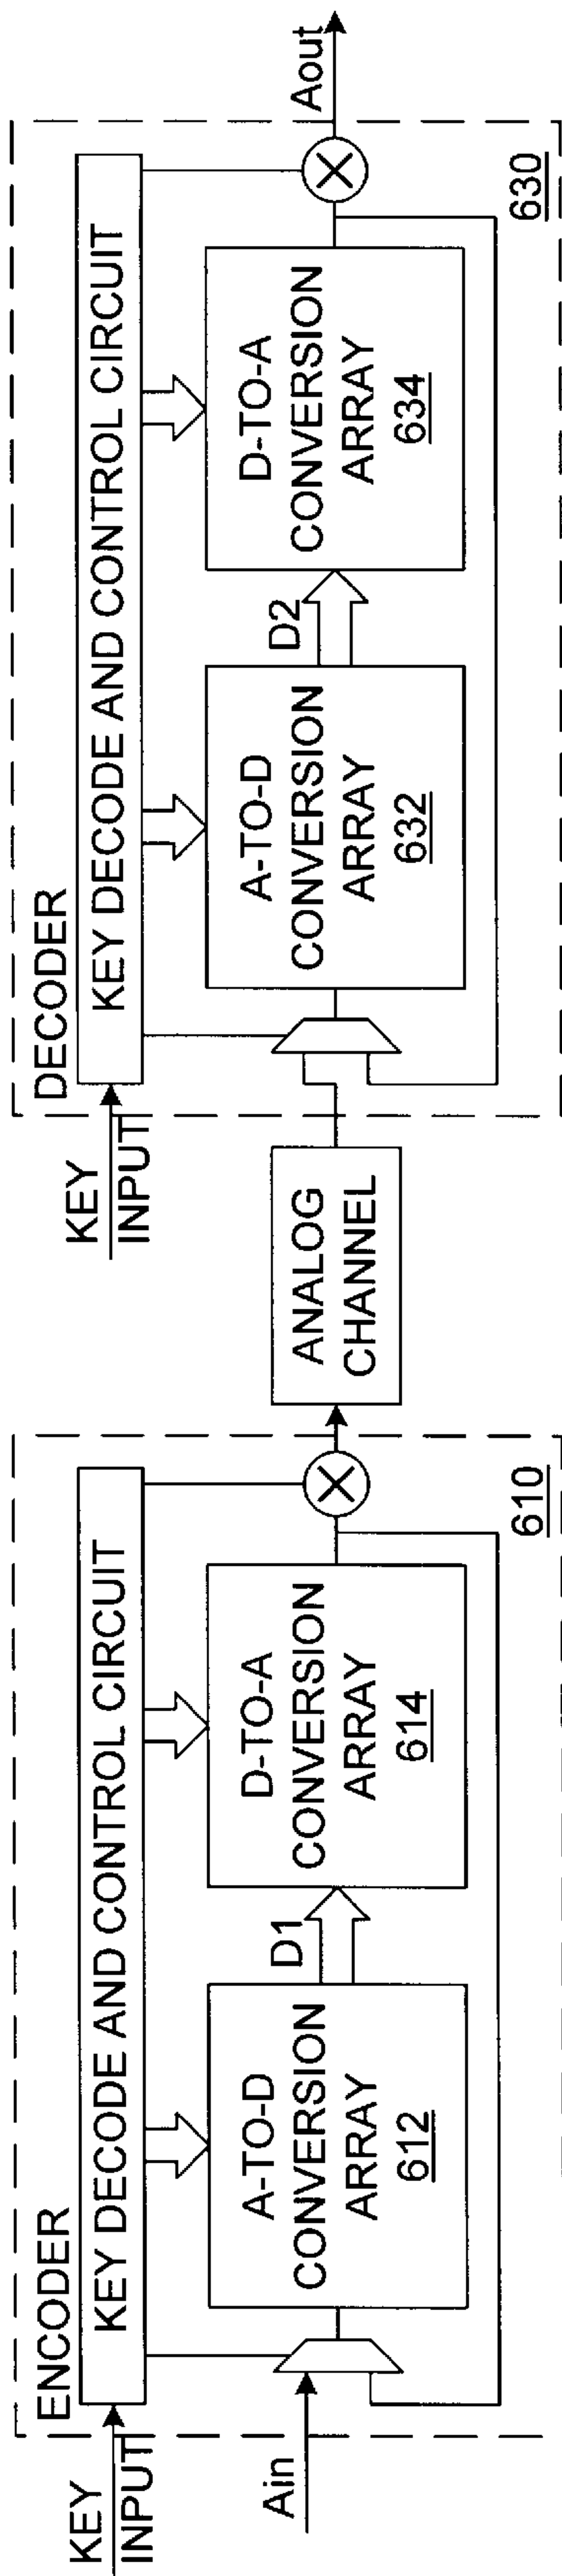 ENCODER
KEY
INPUT
KEY DECODE AND CONTROL CIRCUIT
Ain
A-TO-D
CONVERSION
ARRAY
612
D1
D-TO-A
CONVERSION
ARRAY
614
610
ANALOG
CHANNEL
DECODER
KEY
INPUT
KEY DECODE AND CONTROL CIRCUIT
A-TO-D
CONVERSION
ARRAY
632
D2
D-TO-A
CONVERSION
ARRAY
634
Aout
630